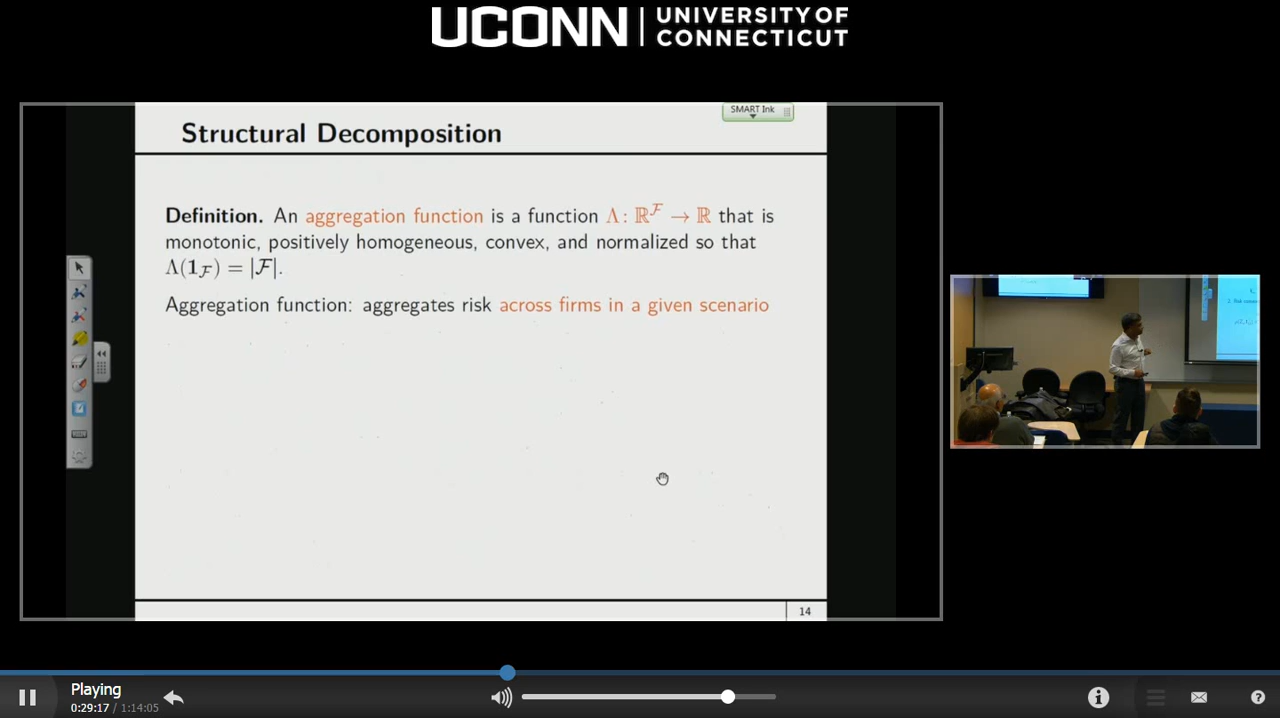 UCONN | UNIVERSITY OF
CONNECTICUT
SMART Ink
Structural Decomposition
Definition. An aggregation function is a function Λ: ℝ^ℱ → ℝ that is
monotonic, positively homogeneous, convex, and normalized so that
Λ(𝟏_ℱ) = |ℱ|.
Aggregation function: aggregates risk across firms in a given scenario
14
Playing
0:29:17 / 1:14:05